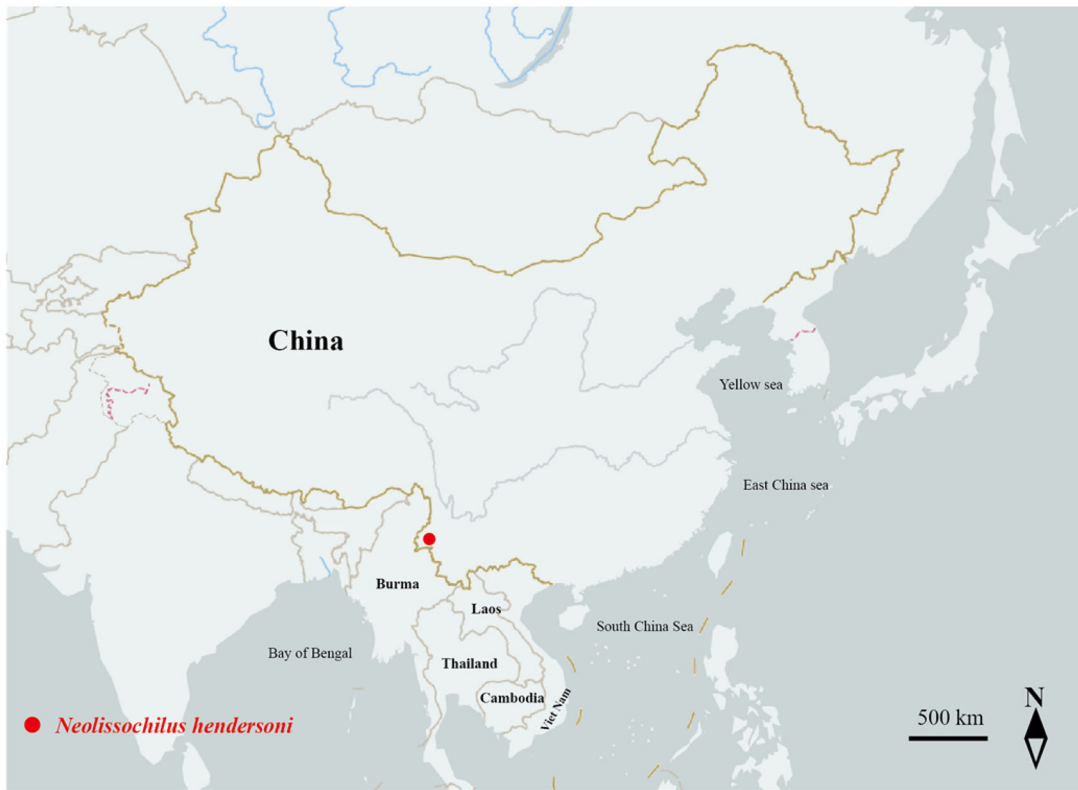 China
Yellow sea
East China sea
Burma
Laos
South China Sea
Bay of Bengal
Thailand
Cambodia
Viet Nam
N
500 km
Neolissochilus hendersoni